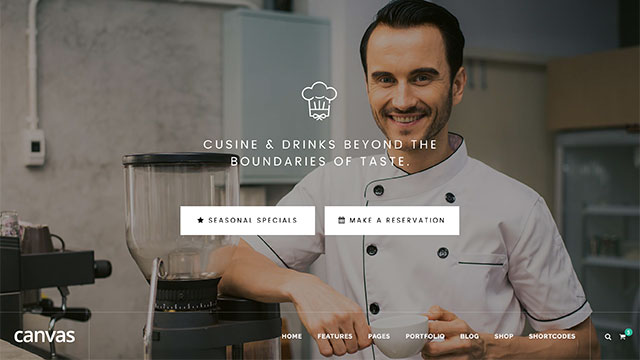 CUSINE & DRINKS BEYOND THE
BOUNDARIES OF TASTE.
SEASONAL SPECIALS
MAKE A RESERVATION
canvas
HOME FEATURES PAGES PORTFOLIO BLOG SHOP SHORTCODES